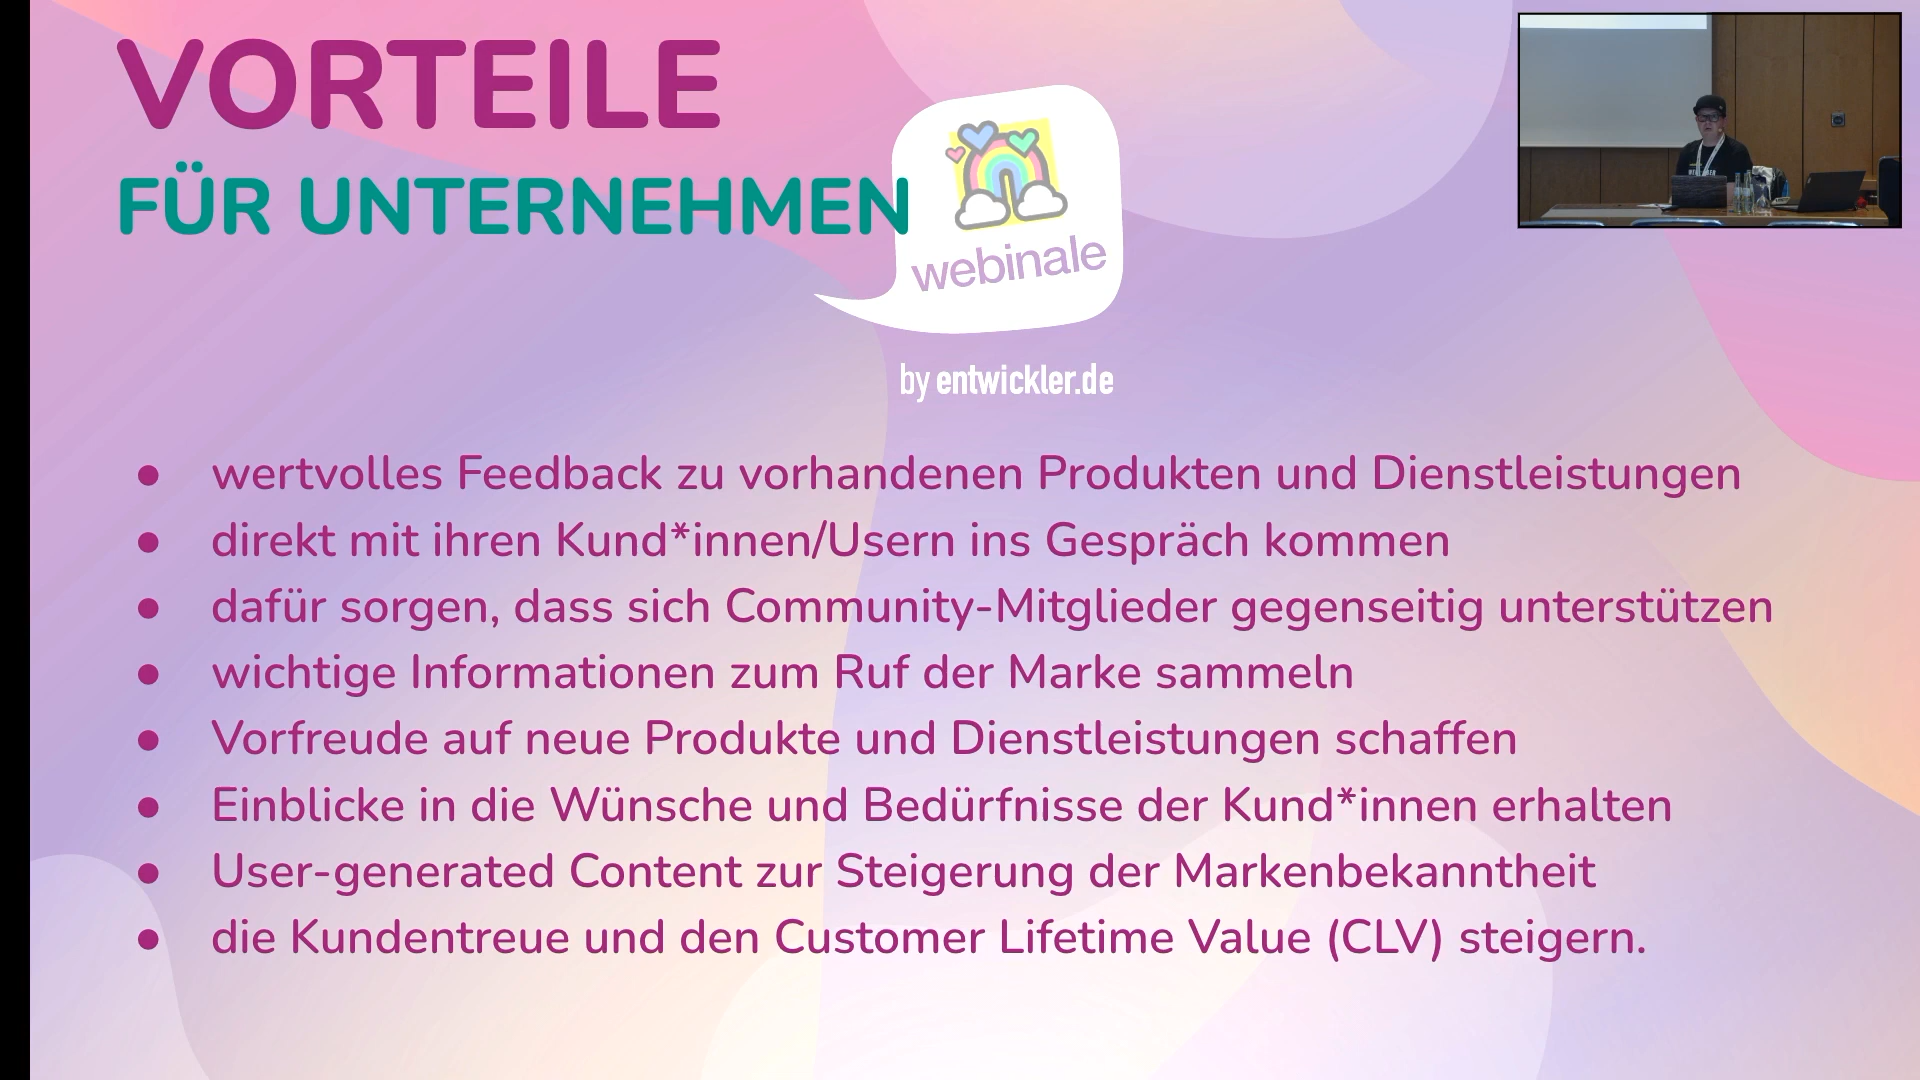 VORTEILE
FÜR UNTERNEHMEN
webinale
by entwickler.de
● wertvolles Feedback zu vorhandenen Produkten und Dienstleistungen
● direkt mit ihren Kund*innen/Usern ins Gespräch kommen
● dafür sorgen, dass sich Community-Mitglieder gegenseitig unterstützen
● wichtige Informationen zum Ruf der Marke sammeln
● Vorfreude auf neue Produkte und Dienstleistungen schaffen
● Einblicke in die Wünsche und Bedürfnisse der Kund*innen erhalten
● User-generated Content zur Steigerung der Markenbekanntheit
● die Kundentreue und den Customer Lifetime Value (CLV) steigern.